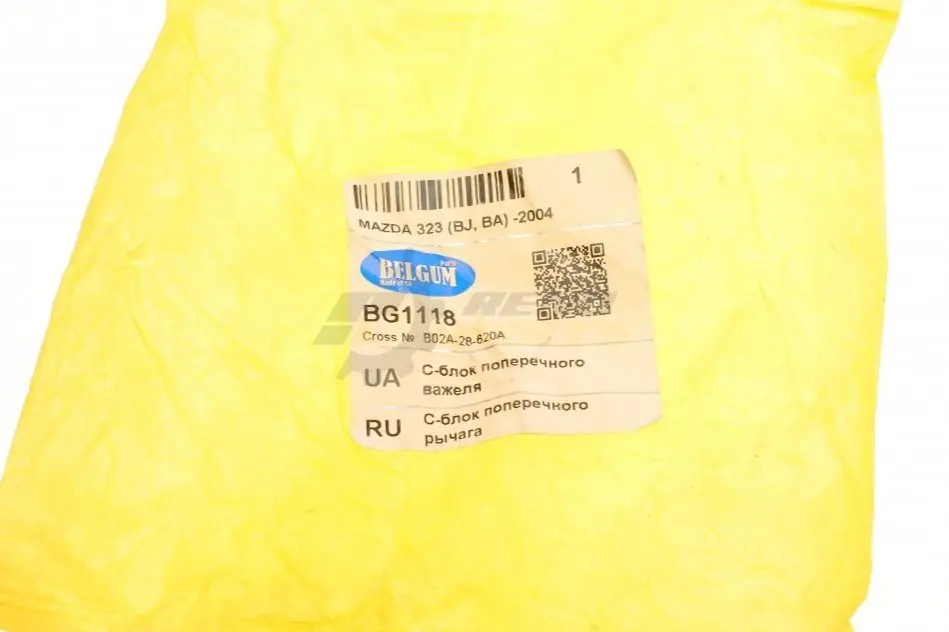 1
MAZDA 323 (BJ, BA) -2004
Parts
BELGUM
BG1118
Cross № B02A-28-620A
UA
С-блок поперечного
важеля
RU
С-блок поперечного
рычага